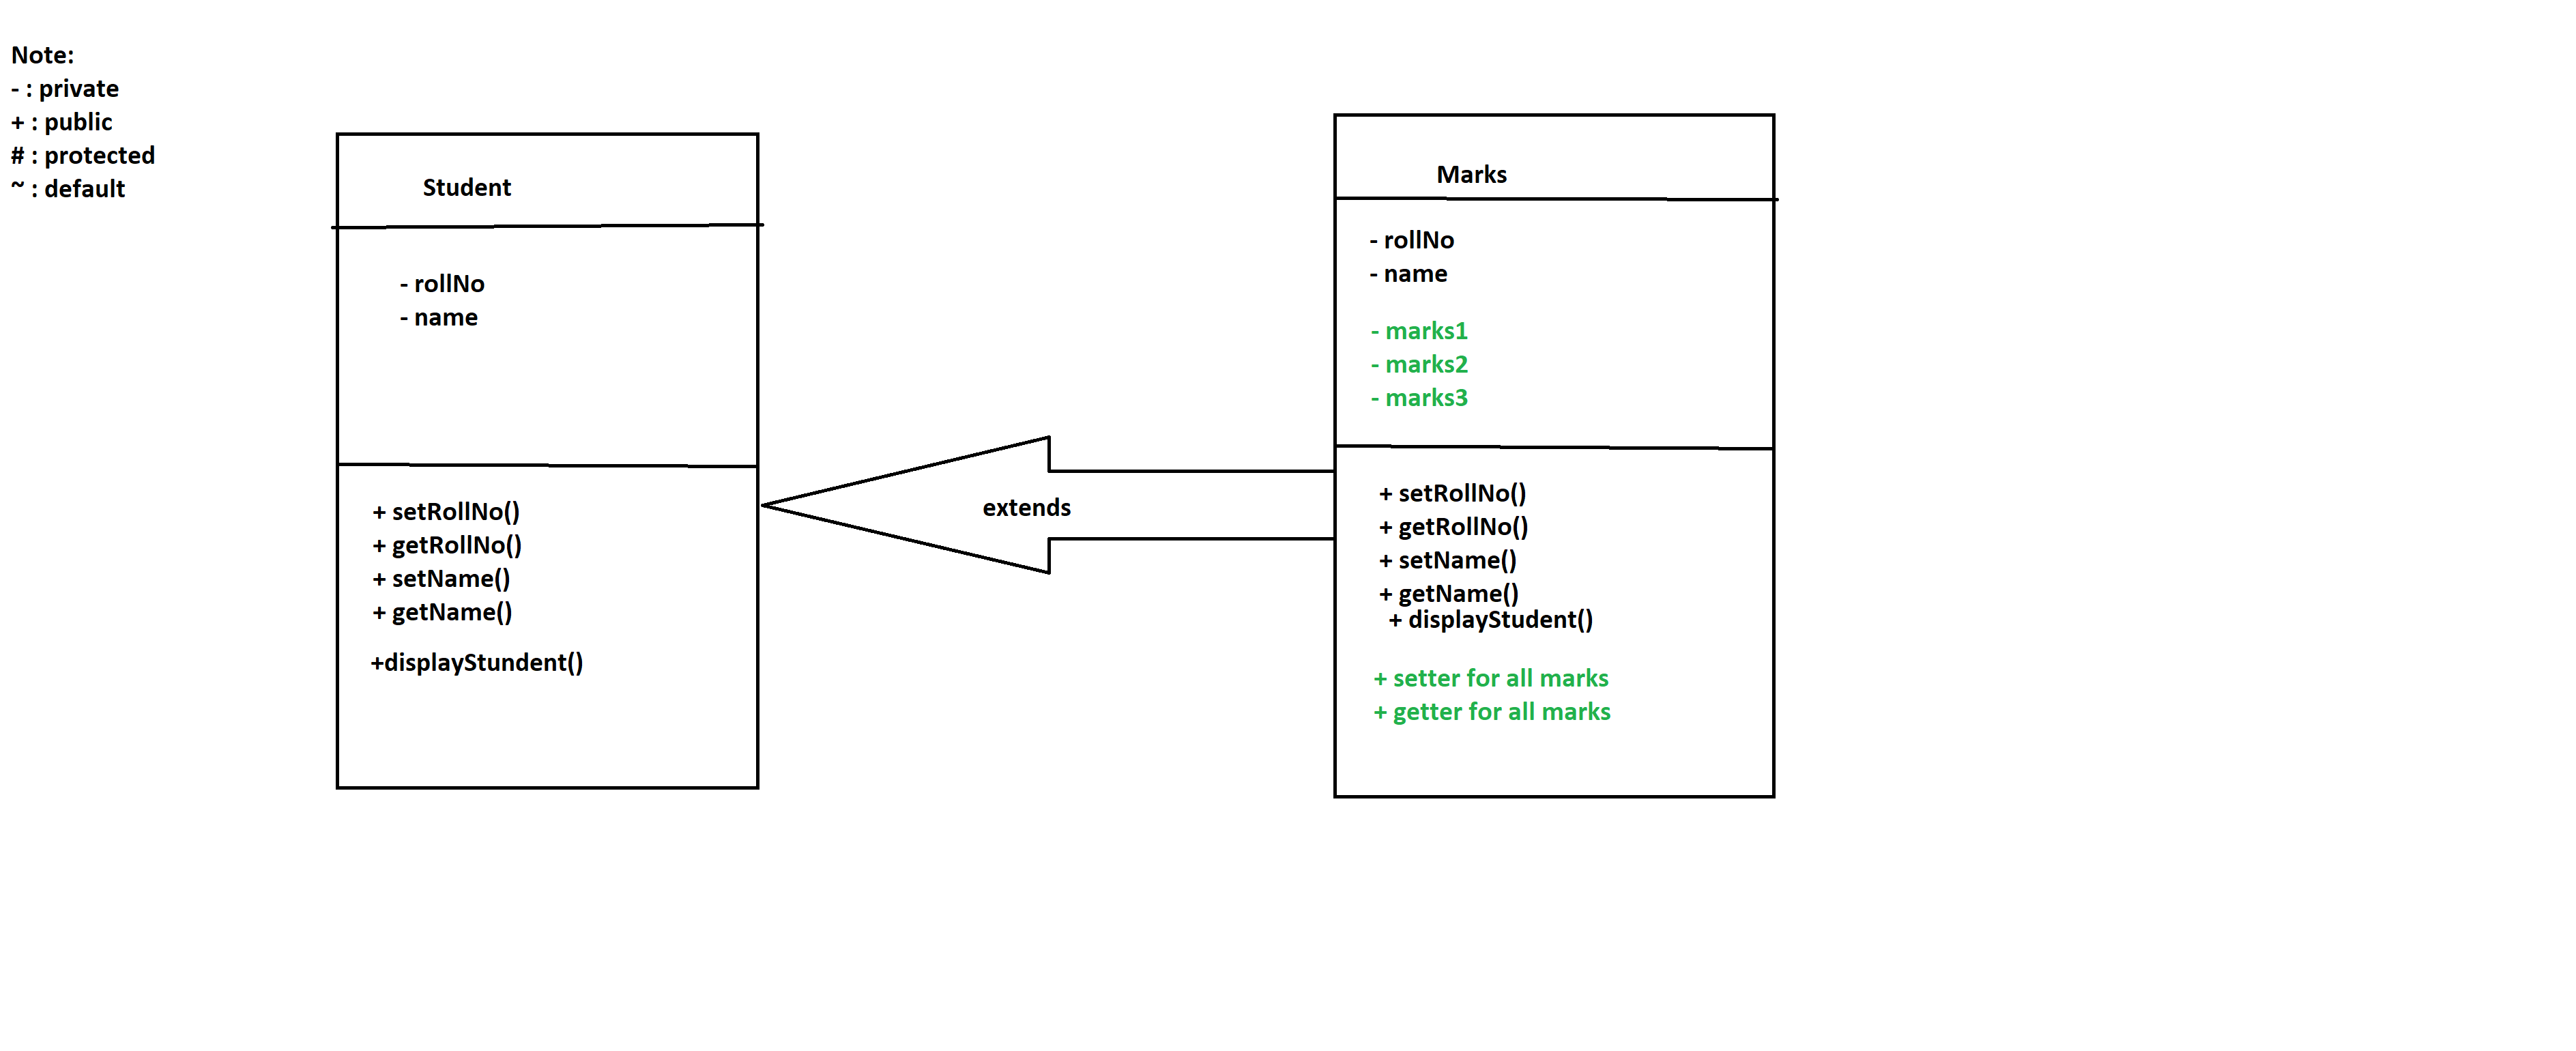 Note:
- : private
+ : public
# : protected
~ : default
Student
- rollNo
- name
+ setRollNo()
+ getRollNo()
+ setName()
+ getName()
+displayStundent()
extends
Marks
- rollNo
- name
- marks1
- marks2
- marks3
+ setRollNo()
+ getRollNo()
+ setName()
+ getName()
+ displayStudent()
+ setter for all marks
+ getter for all marks